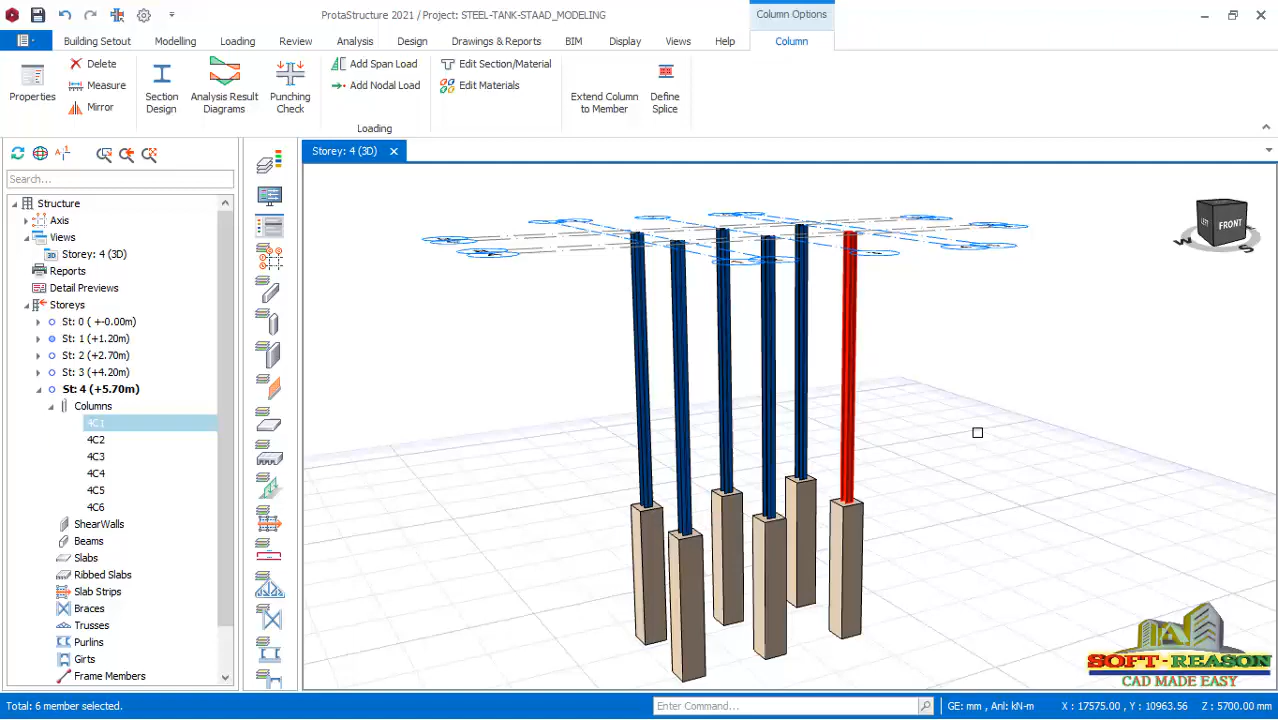 ProtaStructure 2021 / Project: STEEL-TANK-STAAD_MODELING
Column Options
Building Setout
Modelling
Loading
Review
Analysis
Design
Drawings & Reports
BIM
Display
Views
Help
Column
Properties
Delete
Measure
Mirror
Section Design
Analysis Result Diagrams
Punching Check
Add Span Load
Add Nodal Load
Loading
Edit Section/Material
Edit Materials
Extend Column to Member
Define Splice
Storey: 4 (3D)
Search...
Structure
Axis
Views
Storey: 4 (3D)
Reports
Detail Previews
Storeys
St: 0 ( +-0.00m)
St: 1 (+1.20m)
St: 2 (+2.70m)
St: 3 (+4.20m)
St: 4 (+5.70m)
Columns
4C1
4C2
4C3
4C4
4C5
4C6
ShearWalls
Beams
Slabs
Ribbed Slabs
Slab Strips
Braces
Trusses
Purlins
Girts
Frame Members
LEFT
FRONT
W
S
SOFT-REASON
CAD MADE EASY
Total: 6 member selected.
Enter Command...
GE: mm, Anl: kN-m
X : 17575.00 , Y : 10963.56
Z : 5700.00 mm